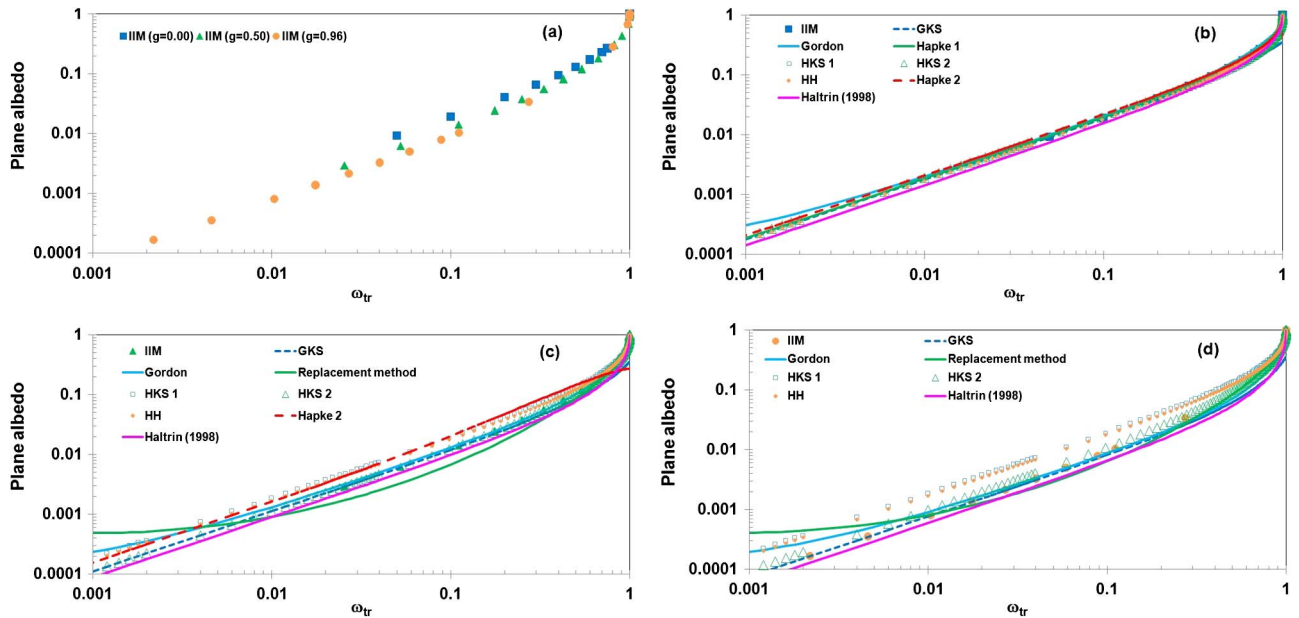 1
(a)
IIM (g=0.00) IIM (g=0.50) IIM (g=0.96)
0.1
0.01
0.001
0.0001
0.001 0.01 0.1 1
Plane albedo
ωtr
1
(b)
IIM GKS
Gordon Hapke 1
HKS 1 HKS 2
HH Hapke 2
Haltrin (1998)
0.1
0.01
0.001
0.0001
0.001 0.01 0.1 1
Plane albedo
ωtr
1
(c)
IIM GKS
Gordon Replacement method
HKS 1 HKS 2
HH Hapke 2
Haltrin (1998)
0.1
0.01
0.001
0.0001
0.001 0.01 0.1 1
Plane albedo
ωtr
1
(d)
IIM GKS
Gordon Replacement method
HKS 1 HKS 2
HH Haltrin (1998)
0.1
0.01
0.001
0.0001
0.001 0.01 0.1 1
Plane albedo
ωtr